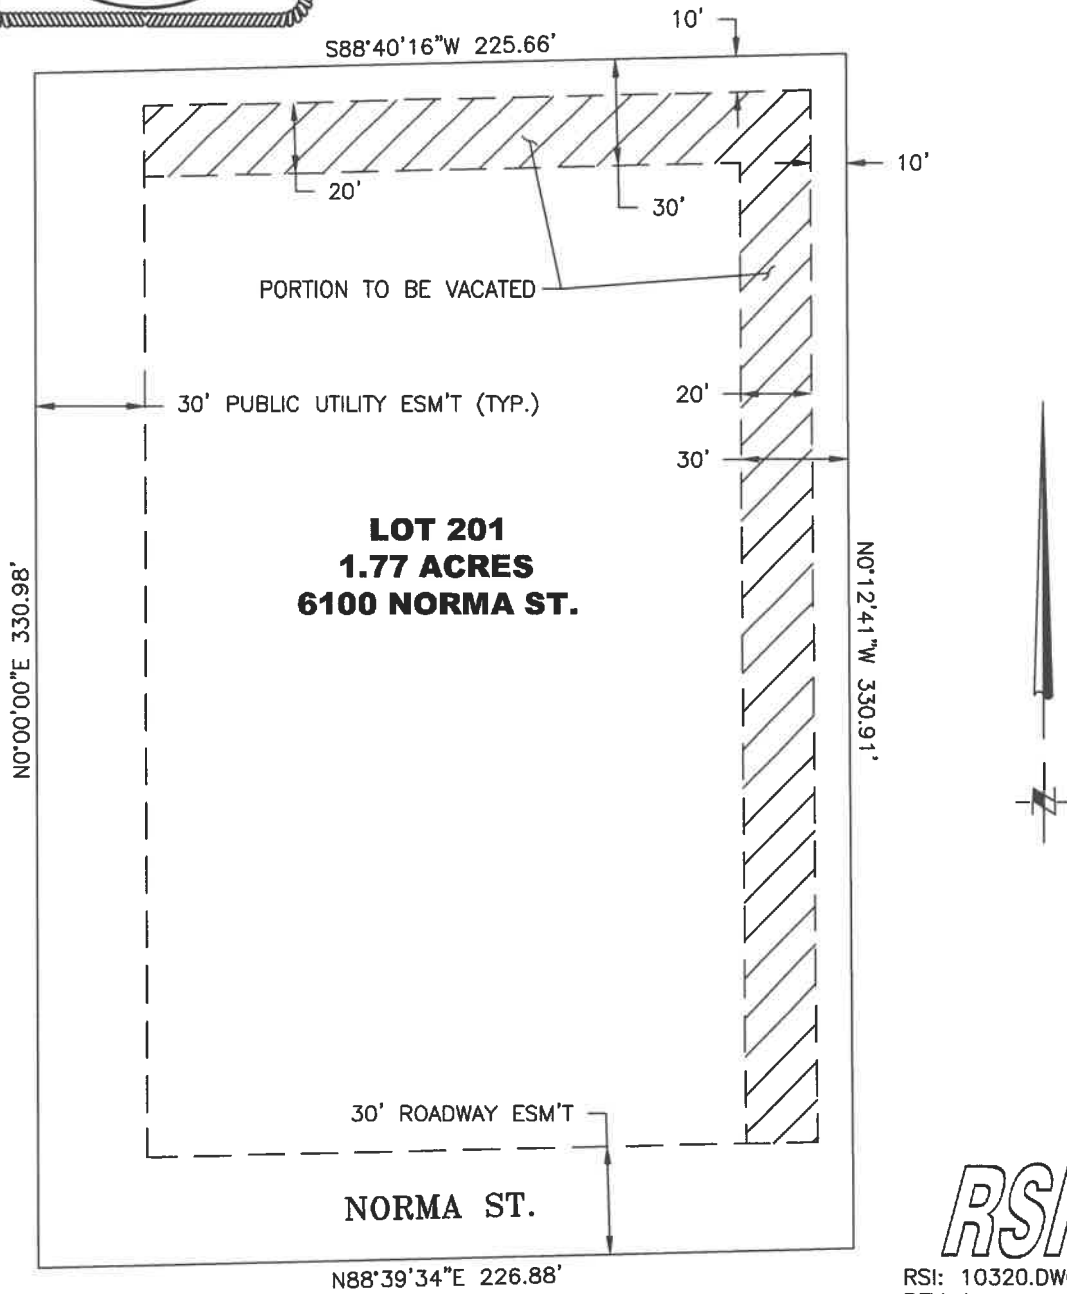 10'
S88°40'16"W 225.66'
10'
20'
30'
PORTION TO BE VACATED
20'
30' PUBLIC UTILITY ESM'T (TYP.)
30'
LOT 201
1.77 ACRES
6100 NORMA ST.
N0°00'00"E 330.98'
N0°12'41"W 330.91'
N
30' ROADWAY ESM'T
NORMA ST.
N88°39'34"E 226.88'
RSI
RSI: 10320.DW